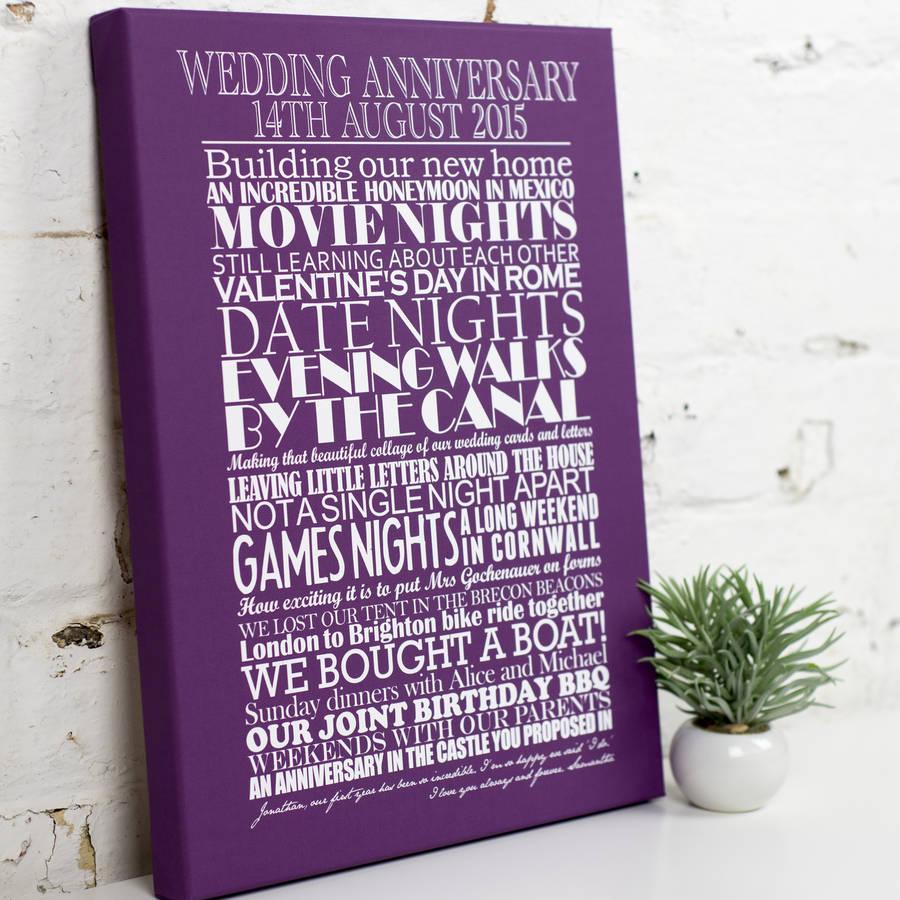 WEDDING ANNIVERSARY
14TH AUGUST 2015
Building our new home
AN INCREDIBLE HONEYMOON IN MEXICO
MOVIE NIGHTS
STILL LEARNING ABOUT EACH OTHER
VALENTINE'S DAY IN ROME
DATE NIGHTS
EVENING WALKS
BY THE CANAL
Making that beautiful collage of our wedding cards and letters
LEAVING LITTLE LETTERS AROUND THE HOUSE
NOT A SINGLE NIGHT APART
GAMES NIGHTS
A LONG WEEKEND
IN CORNWALL
How exciting it is to put Mrs Gochenauer on forms
WE LOST OUR TENT IN THE BRECON BEACONS
London to Brighton bike ride together
WE BOUGHT A BOAT!
Sunday dinners with Alice and Michael
OUR JOINT BIRTHDAY BBQ
WEEKENDS WITH OUR PARENTS
AN ANNIVERSARY IN THE CASTLE YOU PROPOSED IN
Jonathan, our first year has been so incredible. I'm so happy we said 'I do.'
I love you always and forever. Samantha